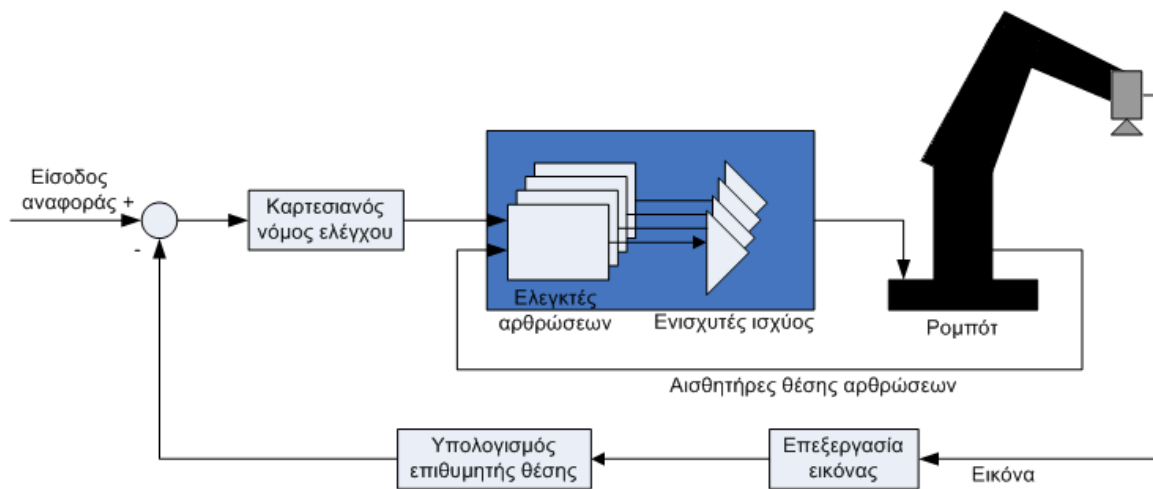 Είσοδος
αναφοράς +
-
Καρτεσιανός
νόμος ελέγχου
Ελεγκτές
αρθρώσεων
Ενισχυτές ισχύος
Ρομπότ
Αισθητήρες θέσης αρθρώσεων
Υπολογισμός
επιθυμητής θέσης
Επεξεργασία
εικόνας
Εικόνα